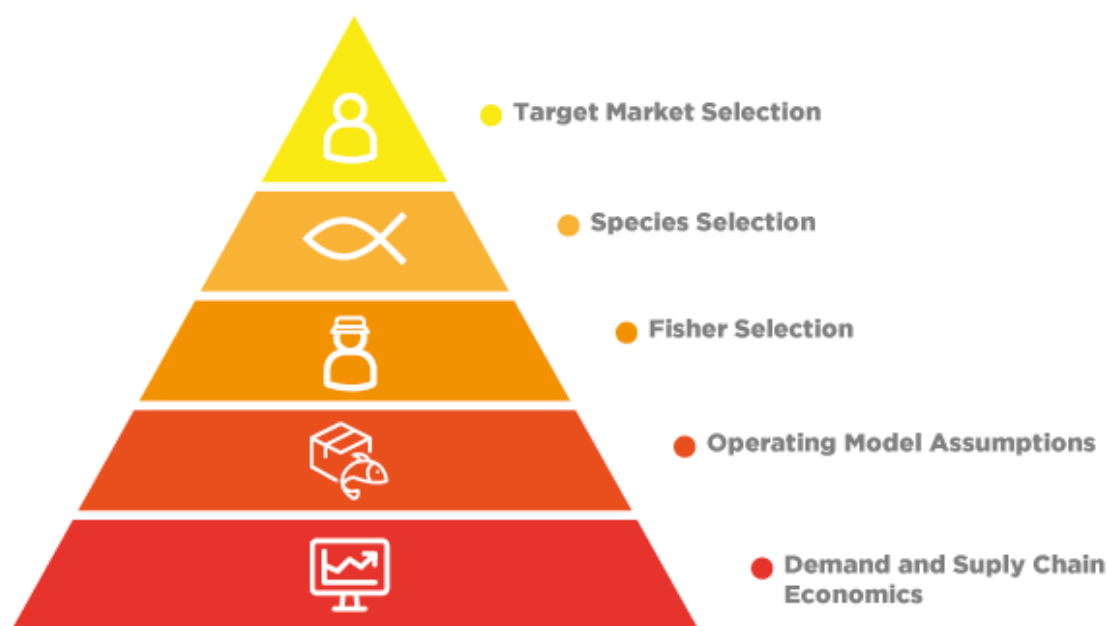 Target Market Selection
Species Selection
Fisher Selection
Operating Model Assumptions
Demand and Suply Chain
Economics